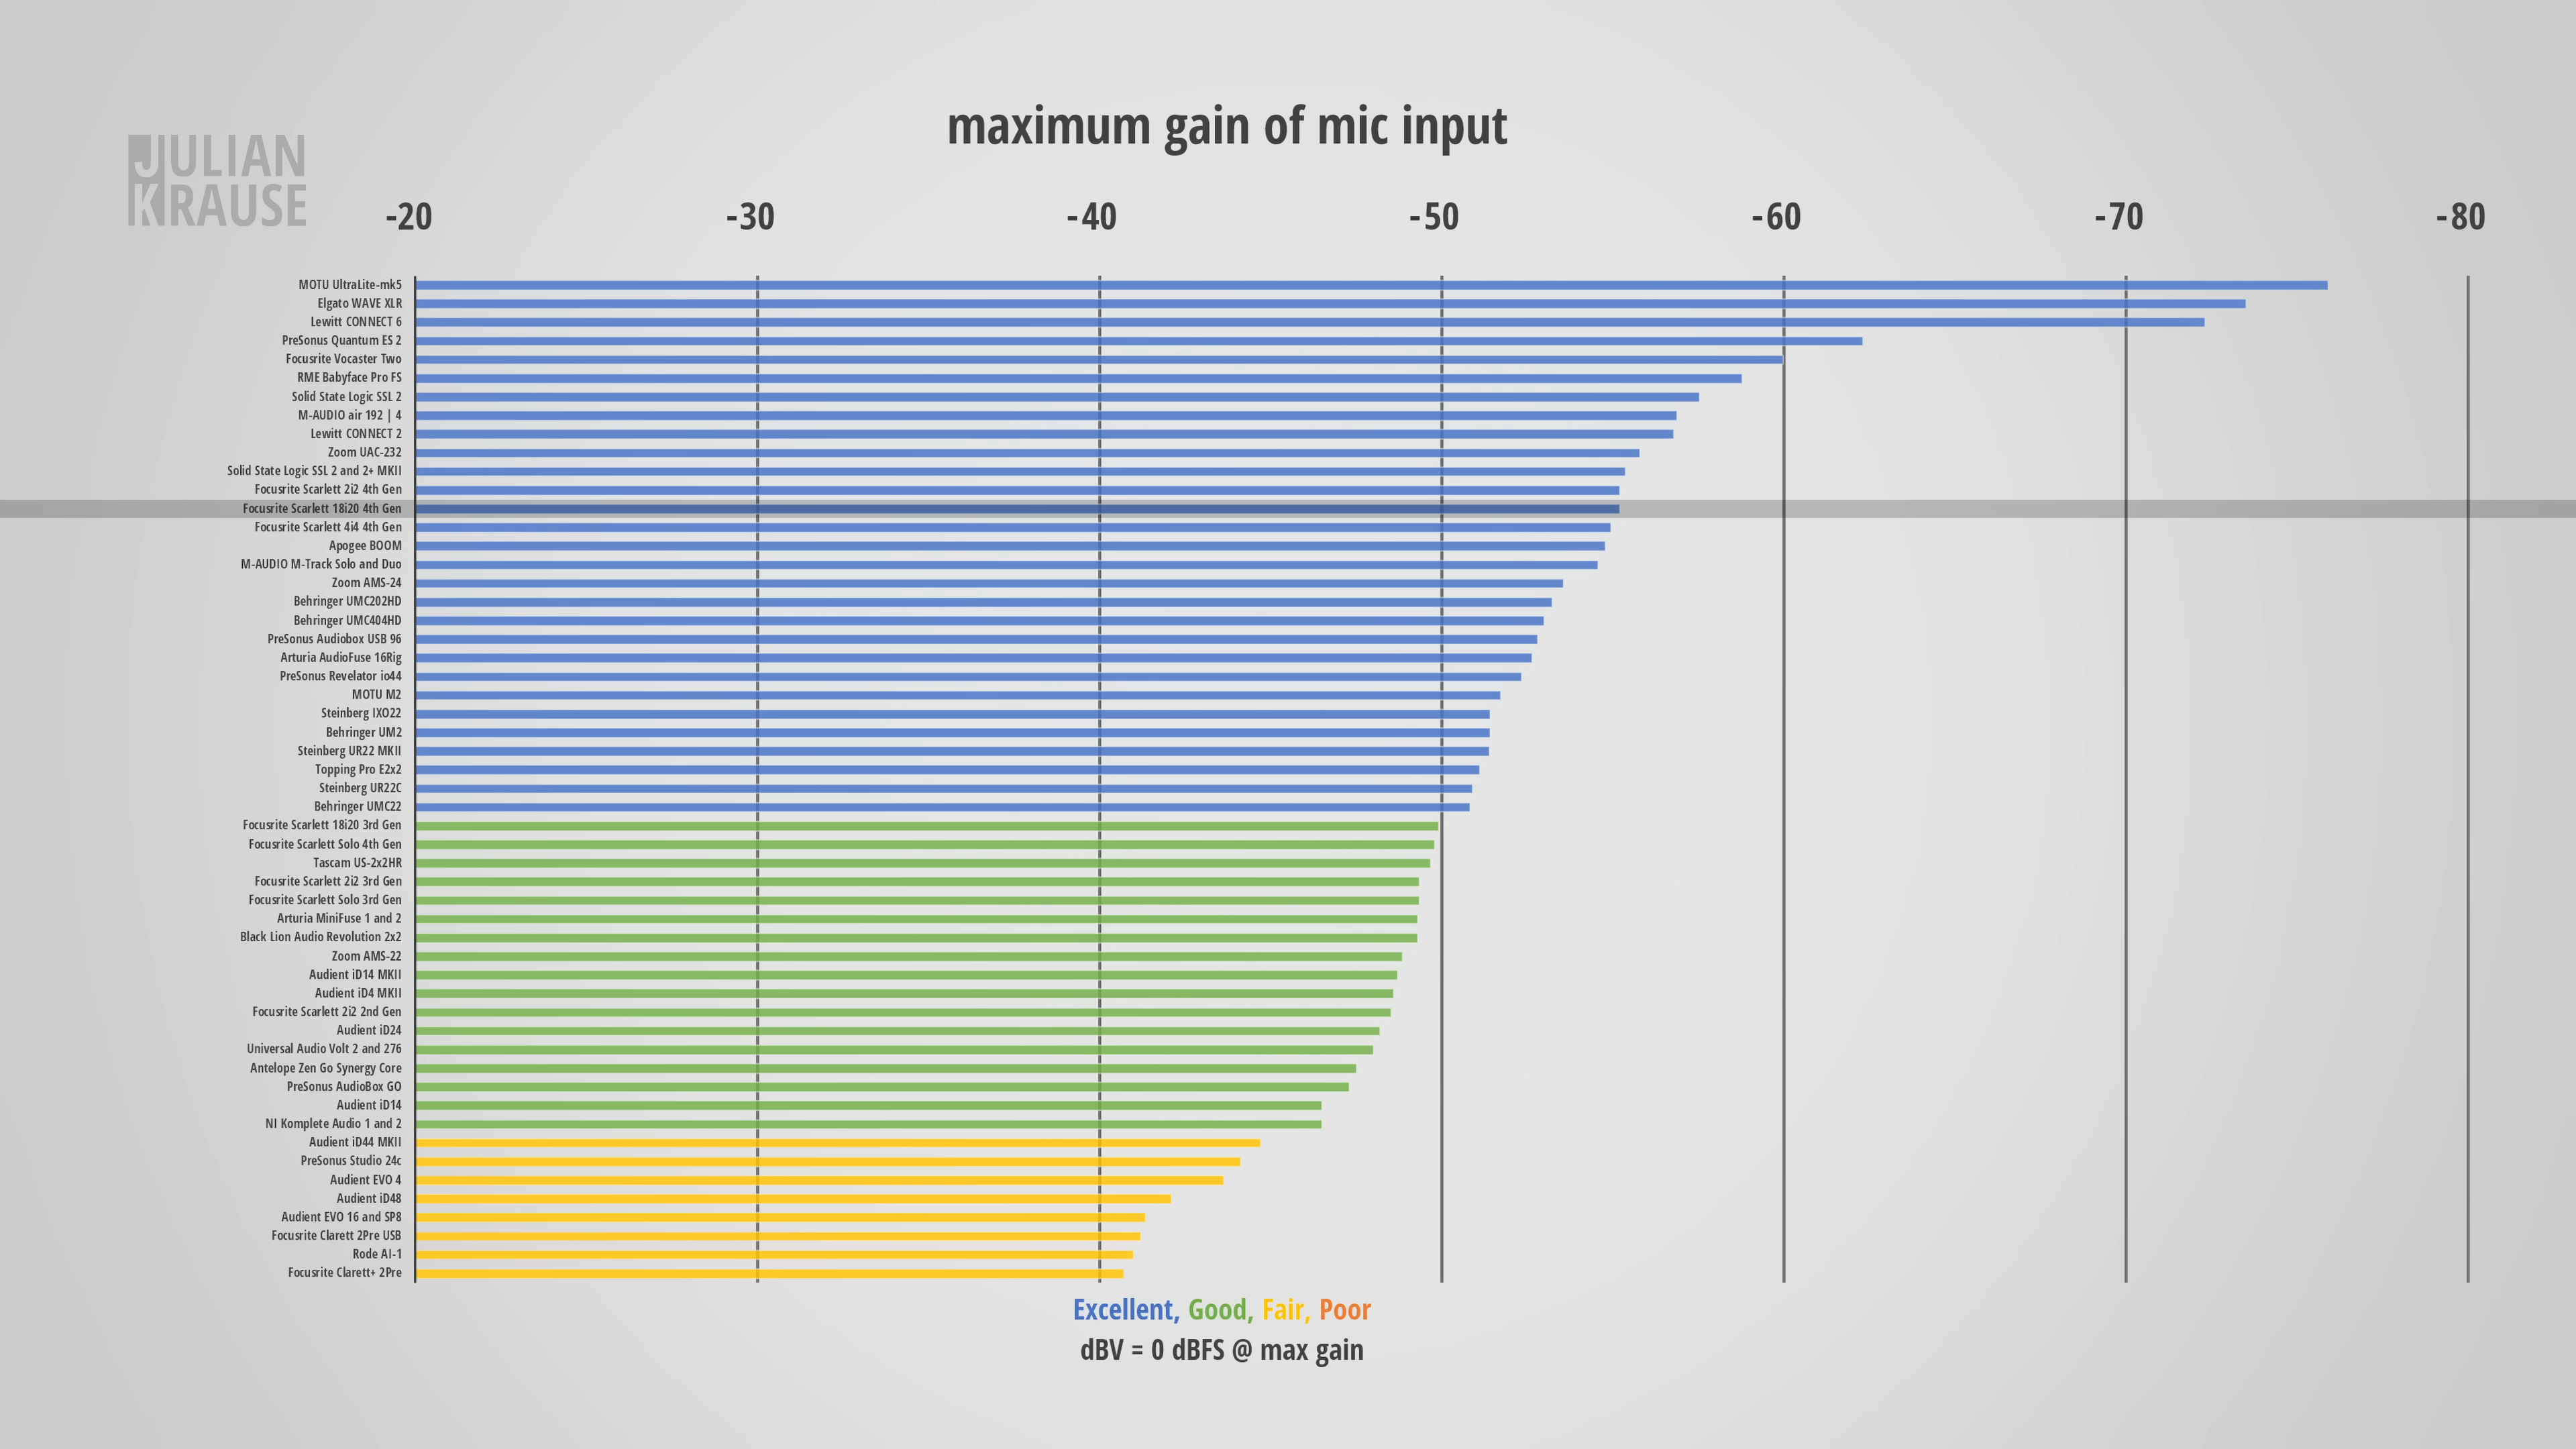 maximum gain of mic input
JULIAN
KRAUSE
-20 -30 -40 -50 -60 -70 -80
MOTU UltraLite-mk5
Elgato WAVE XLR
Lewitt CONNECT 6
PreSonus Quantum ES 2
Focusrite Vocaster Two
RME Babyface Pro FS
Solid State Logic SSL 2
M-AUDIO air 192 | 4
Lewitt CONNECT 2
Zoom UAC-232
Solid State Logic SSL 2 and 2+ MKII
Focusrite Scarlett 2i2 4th Gen
Focusrite Scarlett 18i20 4th Gen
Focusrite Scarlett 4i4 4th Gen
Apogee BOOM
M-AUDIO M-Track Solo and Duo
Zoom AMS-24
Behringer UMC202HD
Behringer UMC404HD
PreSonus Audiobox USB 96
Arturia AudioFuse 16Rig
PreSonus Revelator io44
MOTU M2
Steinberg IXO22
Behringer UM2
Steinberg UR22 MKII
Topping Pro E2x2
Steinberg UR22C
Behringer UMC22
Focusrite Scarlett 18i20 3rd Gen
Focusrite Scarlett Solo 4th Gen
Tascam US-2x2HR
Focusrite Scarlett 2i2 3rd Gen
Focusrite Scarlett Solo 3rd Gen
Arturia MiniFuse 1 and 2
Black Lion Audio Revolution 2x2
Zoom AMS-22
Audient iD14 MKII
Audient iD4 MKII
Focusrite Scarlett 2i2 2nd Gen
Audient iD24
Universal Audio Volt 2 and 276
Antelope Zen Go Synergy Core
PreSonus AudioBox GO
Audient iD14
NI Komplete Audio 1 and 2
Audient iD44 MKII
PreSonus Studio 24c
Audient EVO 4
Audient iD48
Audient EVO 16 and SP8
Focusrite Clarett 2Pre USB
Rode AI-1
Focusrite Clarett+ 2Pre
Excellent, Good, Fair, Poor
dBV = 0 dBFS @ max gain